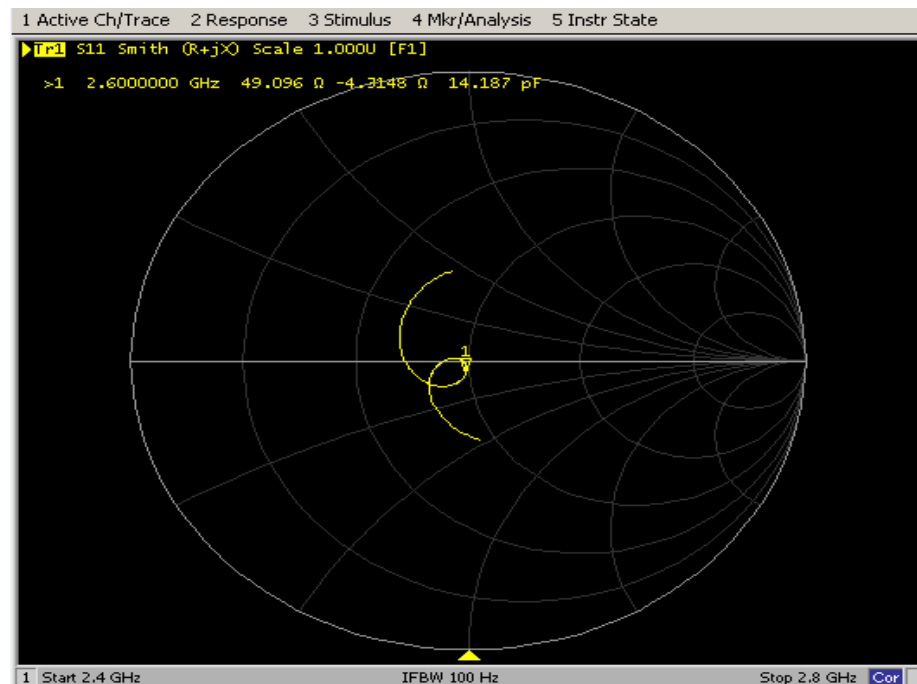 1 Active Ch/Trace 2 Response 3 Stimulus 4 Mkr/Analysis 5 Instr State
Tr1 S11 Smith (R+jX) Scale 1.000U [F1]
>1 2.6000000 GHz 49.096 Ω -4.3148 Ω 14.187 pF
1
1 Start 2.4 GHz IFBW 100 Hz Stop 2.8 GHz Cor